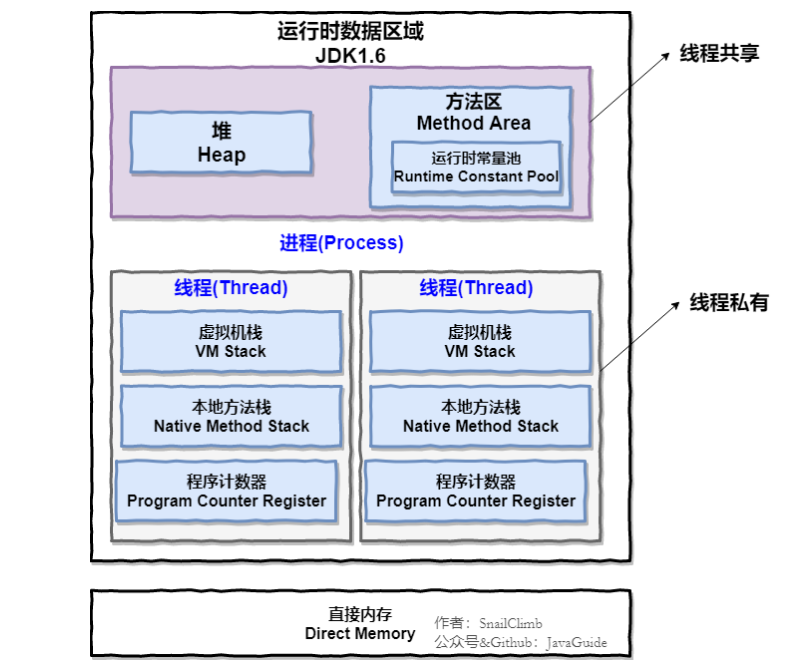 运行时数据区域
JDK1.6
线程共享
堆
Heap
方法区
Method Area
运行时常量池
Runtime Constant Pool
进程(Process)
线程(Thread)
虚拟机栈
VM Stack
本地方法栈
Native Method Stack
程序计数器
Program Counter Register
线程(Thread)
虚拟机栈
VM Stack
本地方法栈
Native Method Stack
程序计数器
Program Counter Register
线程私有
直接内存
Direct Memory
作者：SnailClimb
公众号&Github：JavaGuide